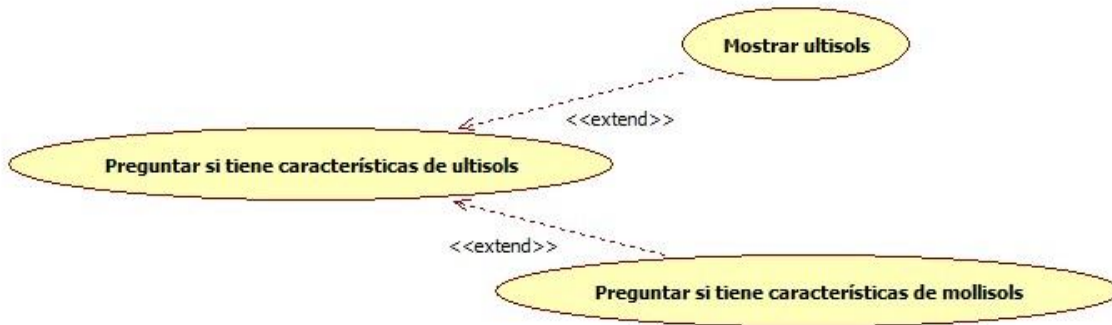 Mostrar ultisols
<<extend>>
Preguntar si tiene características de ultisols
<<extend>>
Preguntar si tiene características de mollisols